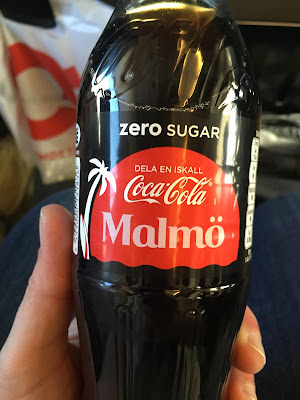 zero SUGAR
DELA EN ISKALL
Coca-Cola
Malmö